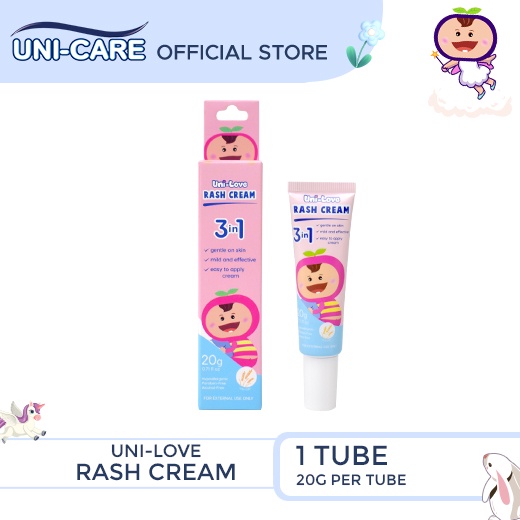 UNI-CARE
OFFICIAL STORE
Uni-Love
RASH CREAM
3in1
gentle on skin
mild and effective
easy to apply
cream
20g
FOR EXTERNAL USE ONLY
Uni-Love
RASH CREAM
3in1
gentle on skin
mild and effective
easy to apply
cream
UNI-LOVE
RASH CREAM
1 TUBE
20G PER TUBE